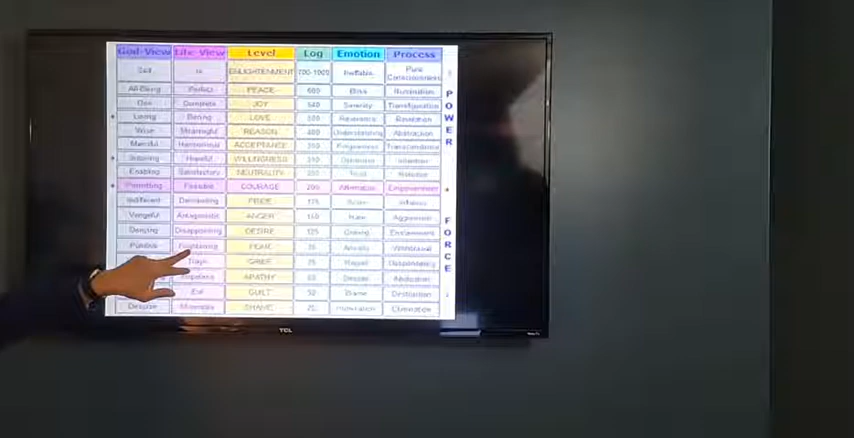 God-View Life-View Level Log Emotion Process
Self Is ENLIGHTENMENT 700-1000 Ineffable Pure Consciousness
All-Being Perfect PEACE 600 Bliss Illumination
One Complete JOY 540 Serenity Transfiguration
Loving Benign LOVE 500 Reverence Revelation
Wise Meaningful REASON 400 Understanding Abstraction
Merciful Harmonious ACCEPTANCE 350 Forgiveness Transcendence
Inspiring Hopeful WILLINGNESS 310 Optimism Intention
Enabling Satisfactory NEUTRALITY 250 Trust Release
Permitting Feasible COURAGE 200 Affirmation Empowerment
Indifferent Demanding PRIDE 175 Scorn Inflation
Vengeful Antagonistic ANGER 150 Hate Aggression
Denying Disappointing DESIRE 125 Craving Enslavement
Punitive Frightening FEAR Anxiety Withdrawal
Tragic GRIEF 75 Regret Despondency
Hopeless APATHY 50 Despair Abdication
Evil GUILT 30 Blame Destruction
Despising Miserable SHAME 20 Humiliation Elimination
POWER
FORCE
TCL